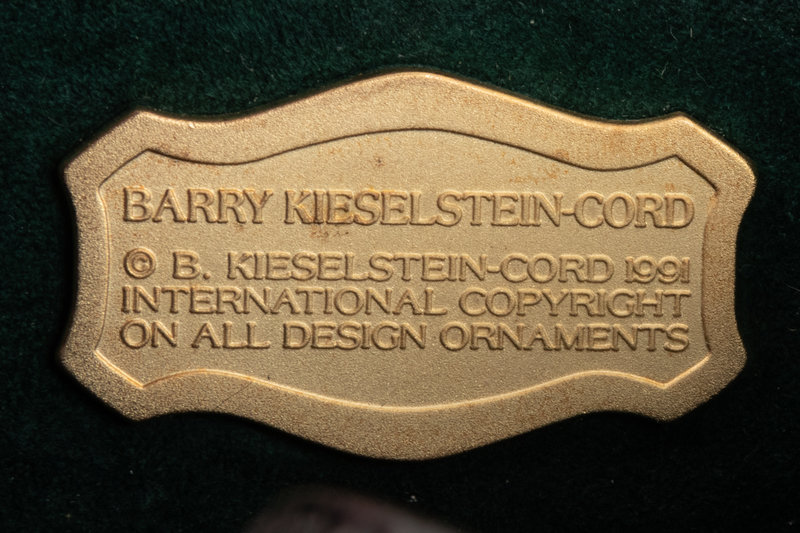 BARRY KIESELSTEIN-CORD
© B. KIESELSTEIN-CORD 1991
INTERNATIONAL COPYRIGHT
ON ALL DESIGN ORNAMENTS